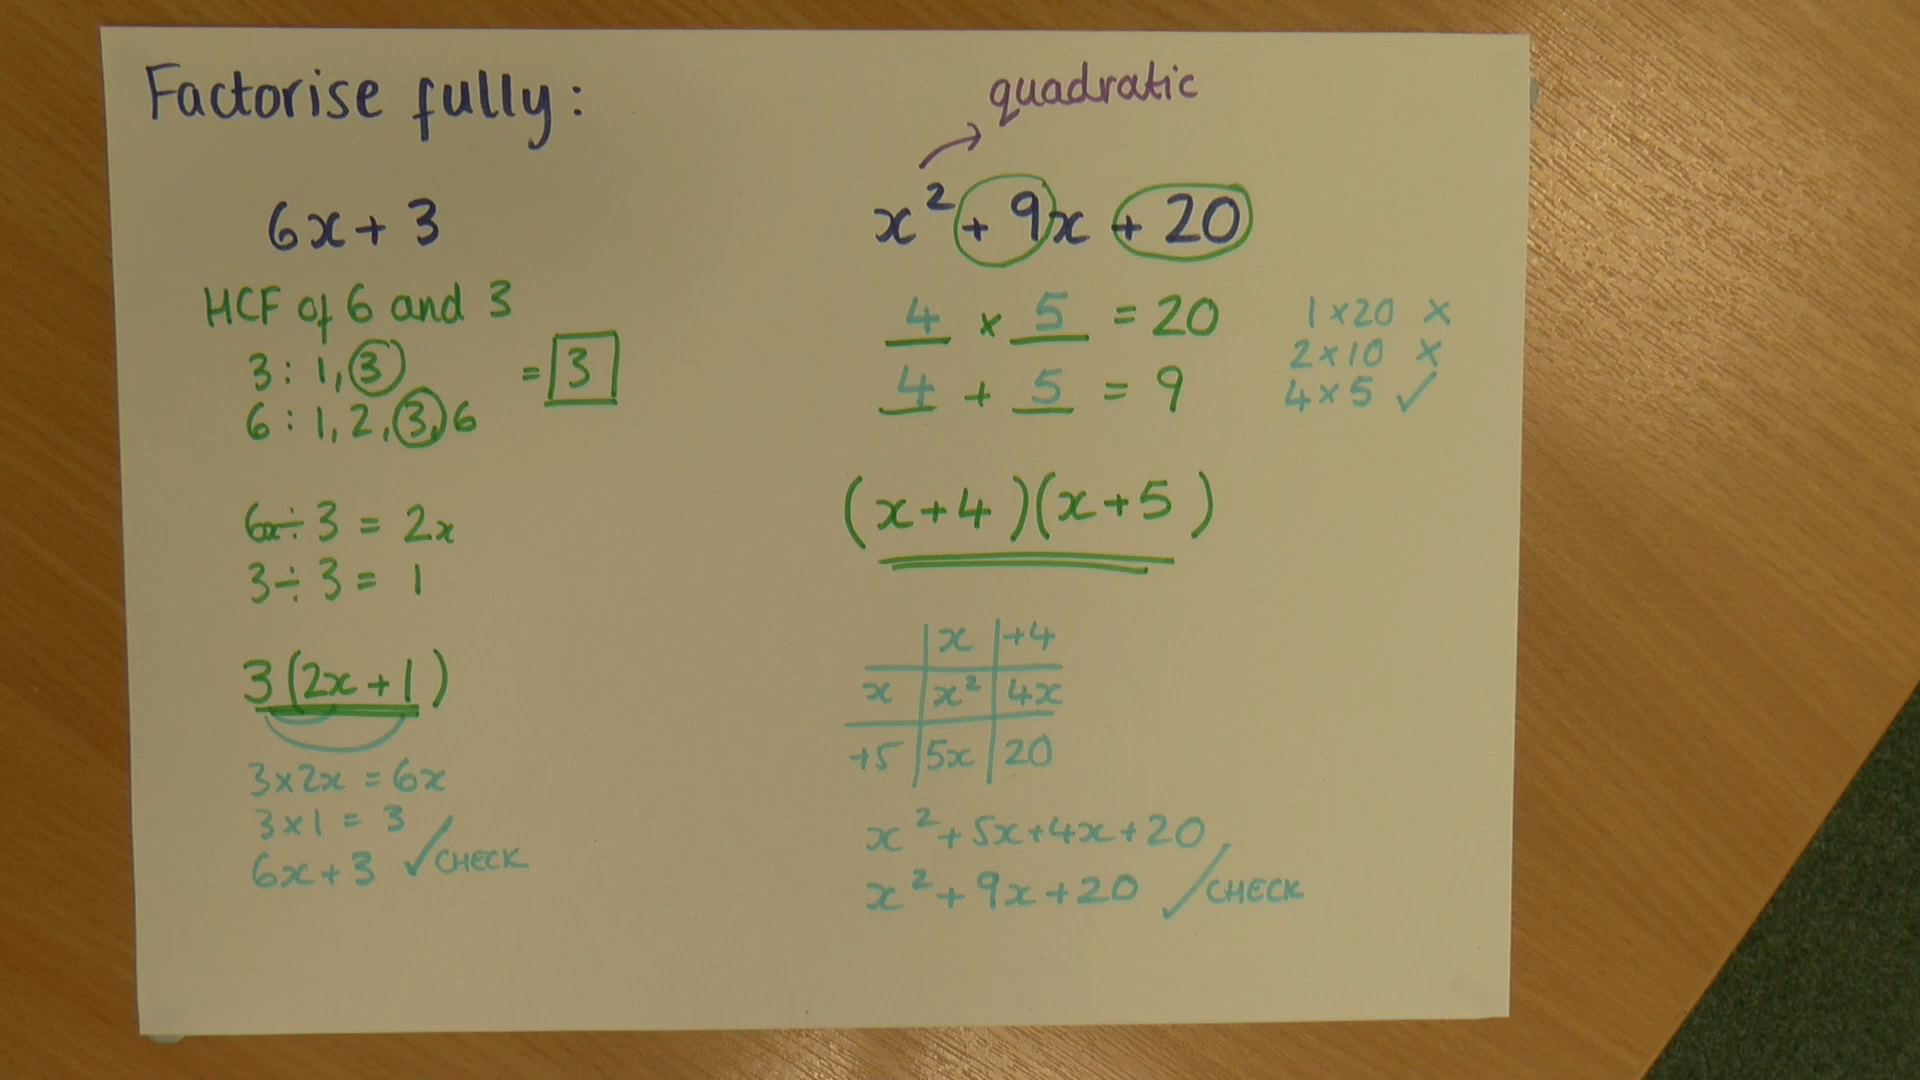 Factorise fully:
6x + 3
HCF of 6 and 3
3 : 1, 3
= 3
6 : 1, 2, 3, 6
6x ÷ 3 = 2x
3 ÷ 3 = 1
3(2x + 1)
3 × 2x = 6x
3 × 1 = 3
6x + 3 ✓ CHECK
quadratic
x² + 9x + 20
4 × 5 = 20
4 + 5 = 9
1 × 20 ×
2 × 10 ×
4 × 5 ✓
(x + 4)(x + 5)
x +4
x x² 4x
+5 5x 20
x² + 5x + 4x + 20
x² + 9x + 20 ✓ CHECK